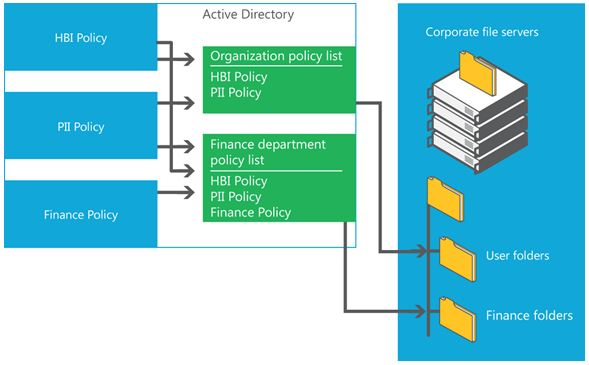 HBI Policy
PII Policy
Finance Policy
Active Directory
Organization policy list
HBI Policy
PII Policy
Finance department
policy list
HBI Policy
PII Policy
Finance Policy
Corporate file servers
User folders
Finance folders